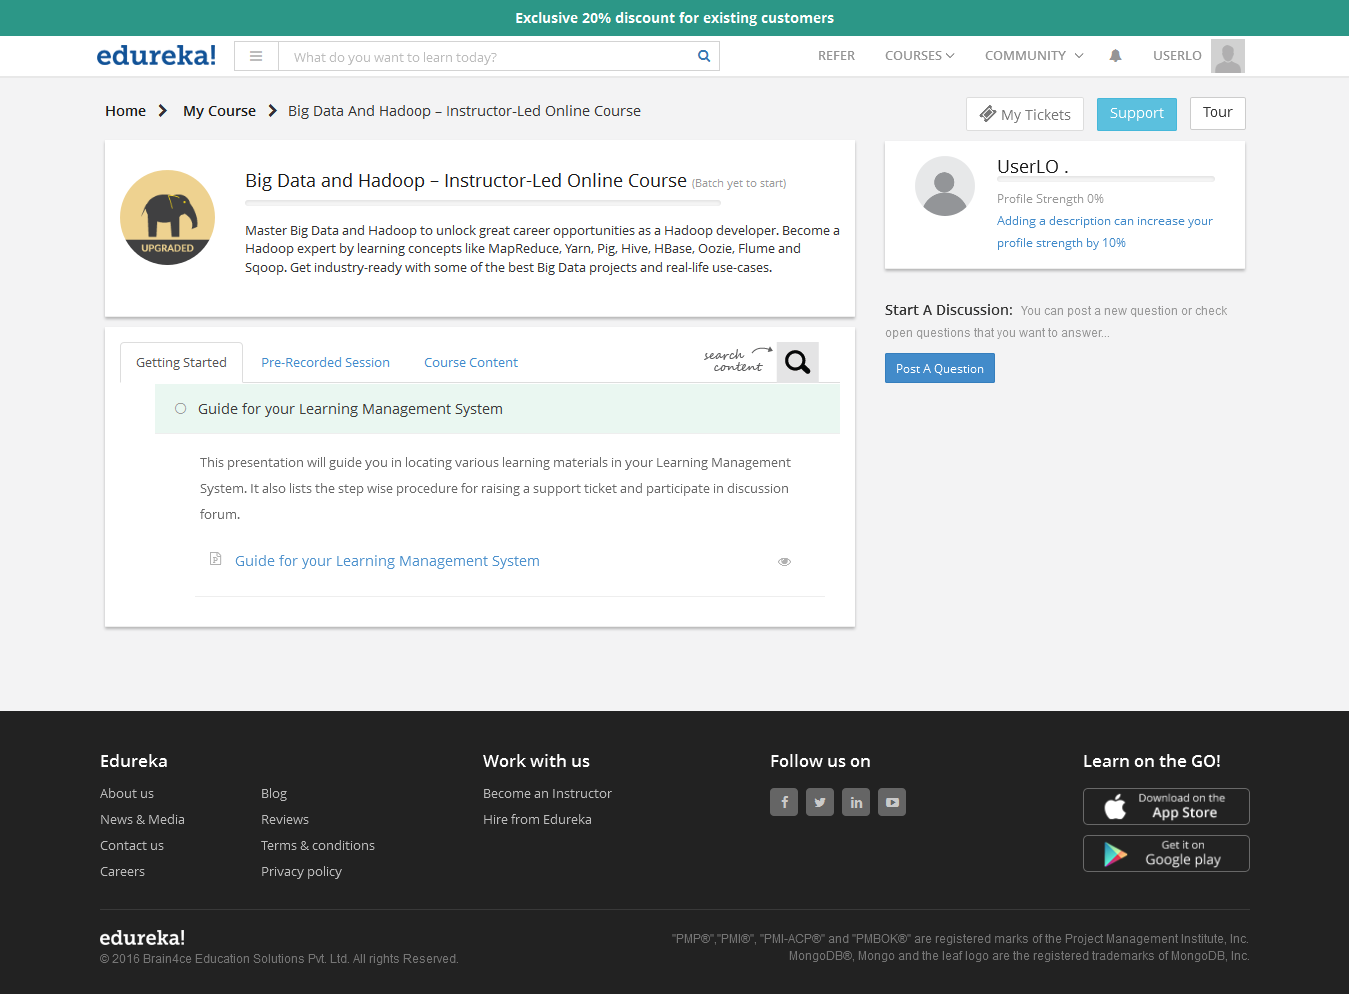 Exclusive 20% discount for existing customers
edureka!
What do you want to learn today?
REFER
COURSES
COMMUNITY
USERLO
Home
My Course
Big Data And Hadoop – Instructor-Led Online Course
My Tickets
Support
Tour
UPGRADED
Big Data and Hadoop – Instructor-Led Online Course (Batch yet to start)
Master Big Data and Hadoop to unlock great career opportunities as a Hadoop developer. Become a
Hadoop expert by learning concepts like MapReduce, Yarn, Pig, Hive, HBase, Oozie, Flume and
Sqoop. Get industry-ready with some of the best Big Data projects and real-life use-cases.
UserLO .
Profile Strength 0%
Adding a description can increase your
profile strength by 10%
Start A Discussion: You can post a new question or check
open questions that you want to answer...
Post A Question
Getting Started
Pre-Recorded Session
Course Content
search
content
Guide for your Learning Management System
This presentation will guide you in locating various learning materials in your Learning Management
System. It also lists the step wise procedure for raising a support ticket and participate in discussion
forum.
Guide for your Learning Management System
Edureka
About us
News & Media
Contact us
Careers
Blog
Reviews
Terms & conditions
Privacy policy
Work with us
Become an Instructor
Hire from Edureka
Follow us on
Learn on the GO!
Download on the
App Store
Get it on
Google play
edureka!
© 2016 Brain4ce Education Solutions Pvt. Ltd. All rights Reserved.
"PMP®","PMI®", "PMI-ACP®" and "PMBOK®" are registered marks of the Project Management Institute, Inc.
MongoDB®, Mongo and the leaf logo are the registered trademarks of MongoDB, Inc.